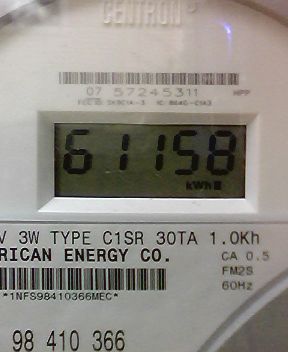 CENTRON
07 57245311 HPP
61158
kWh
V 3W TYPE C1SR 30TA 1.0Kh
RICAN ENERGY CO. CA 0.5
FM2S
*1NFS98410366MEC* 60Hz
98 410 366